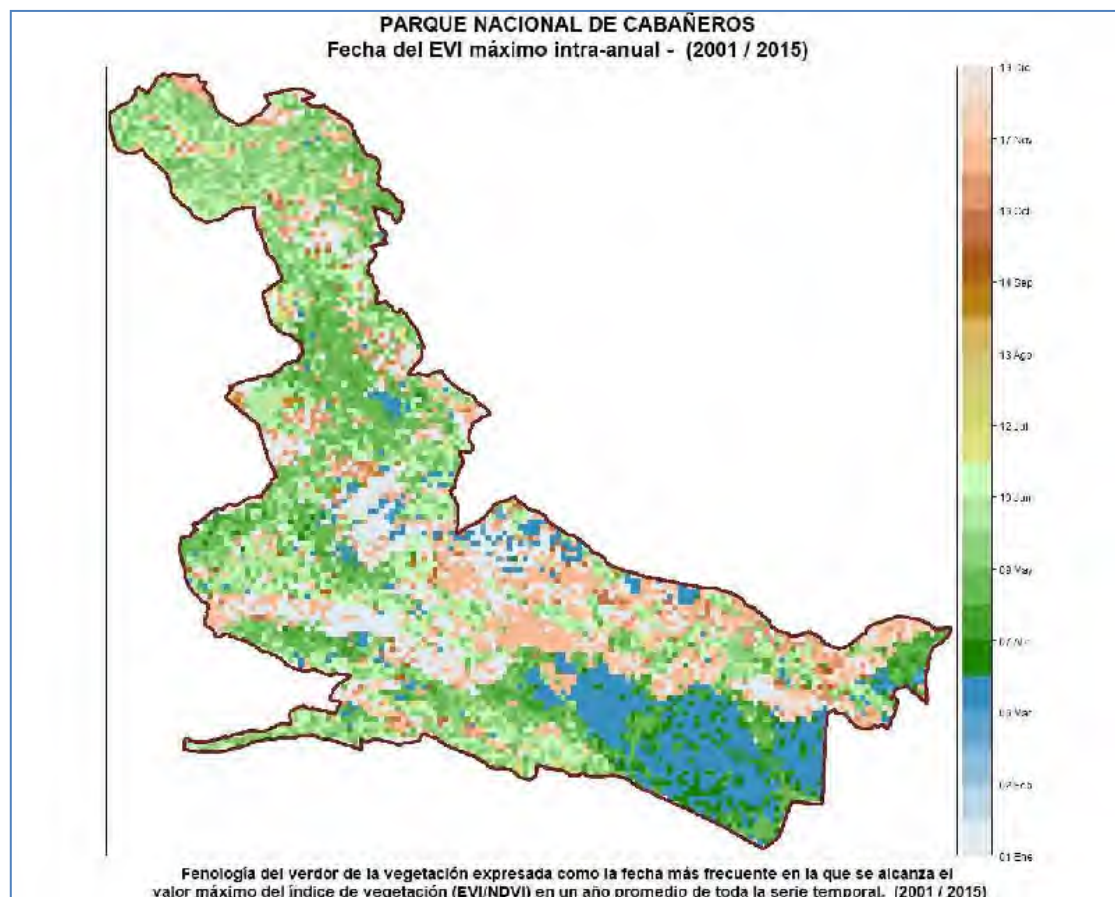 PARQUE NACIONAL DE CABAÑEROS
Fecha del EVI máximo intra-anual - (2001 / 2015)
17 Nov
14 Sep
13 Ago
12 Jul
10 Jun
09 May
01 Ene
Fenología del verdor de la vegetación expresada como la fecha más frecuente en la que se alcanza el
valor máximo del índice de vegetación (EVI/NDVI) en un año promedio de toda la serie temporal. (2001 / 2015)